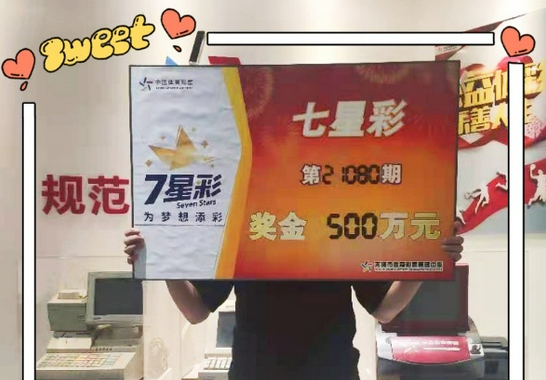 sweet
中国体育彩票
七星彩
第21080期
7星彩
Seven Stars
为梦想添彩
奖金 500万元
规范